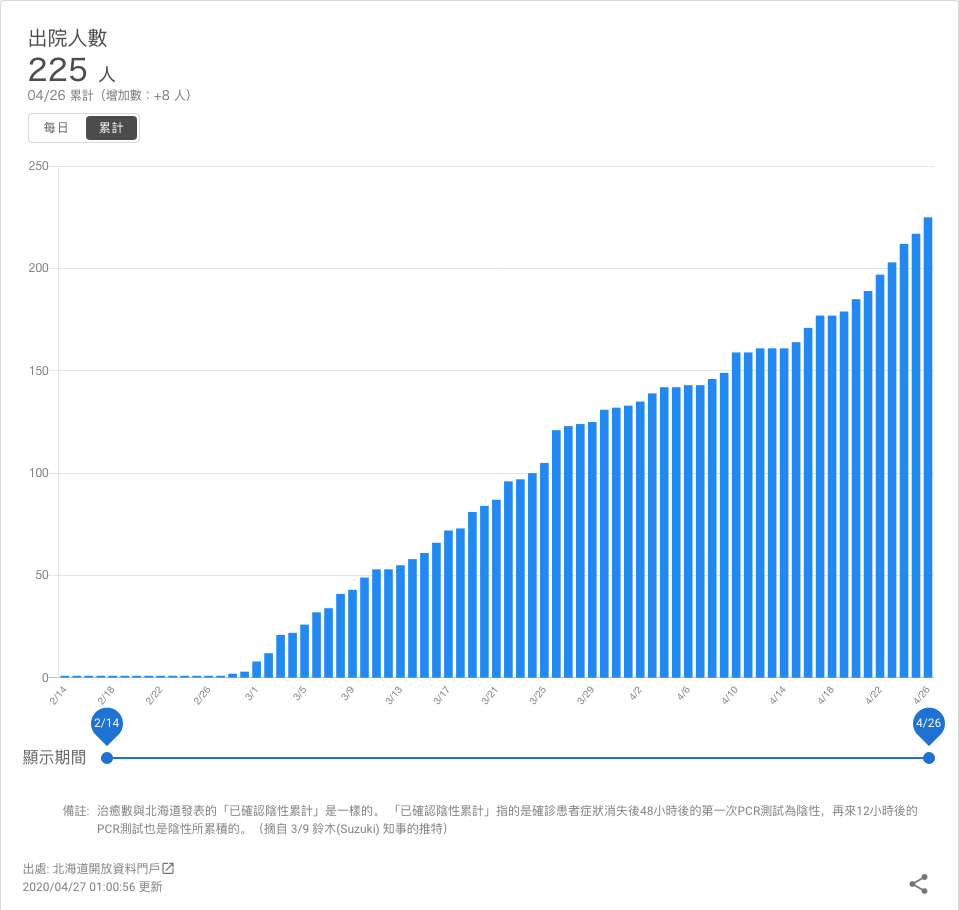 出院人數
225 人
04/26 累計（增加數：+8 人）
每日 累計
250
200
150
100
50
0
2/14 2/18 2/22 2/26 3/1 3/5 3/9 3/13 3/17 3/21 3/25 3/29 4/2 4/6 4/10 4/14 4/18 4/22 4/26
2/14 4/26
顯示期間
備註: 治癒數與北海道發表的「已確認陰性累計」是一樣的。 「已確認陰性累計」指的是確診患者症狀消失後48小時後的第一次PCR測試為陰性，再來12小時後的
PCR測試也是陰性所累積的。（摘自 3/9 鈴木(Suzuki) 知事的推特）
出處: 北海道開放資料門戶
2020/04/27 01:00:56 更新